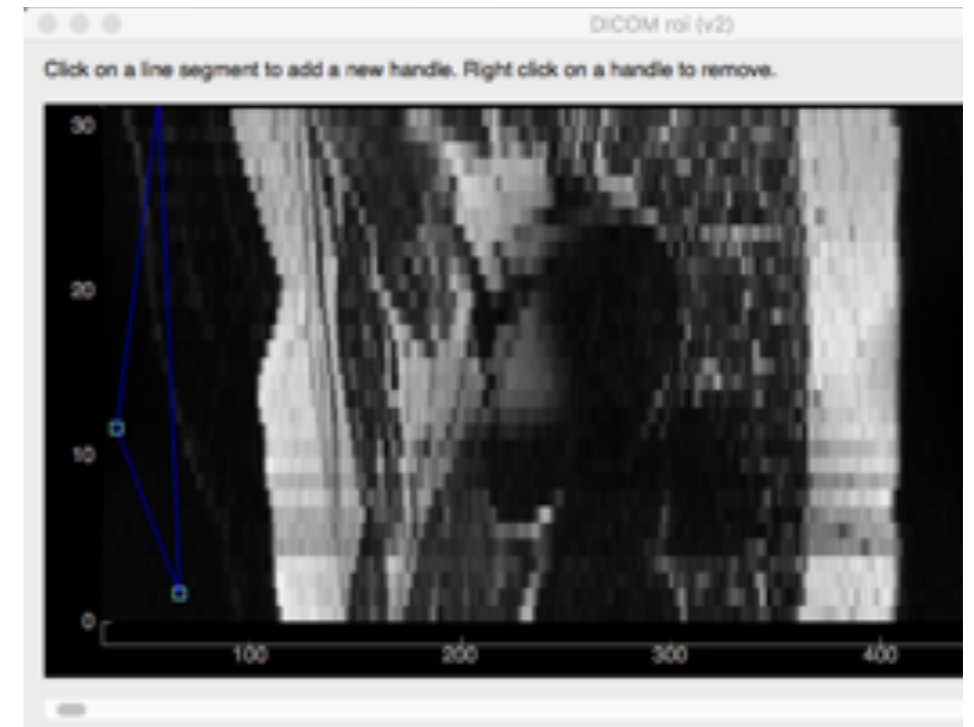 DICOM roi (v2)
Click on a line segment to add a new handle. Right click on a handle to remove.
30
20
10
0
100 200 300 400